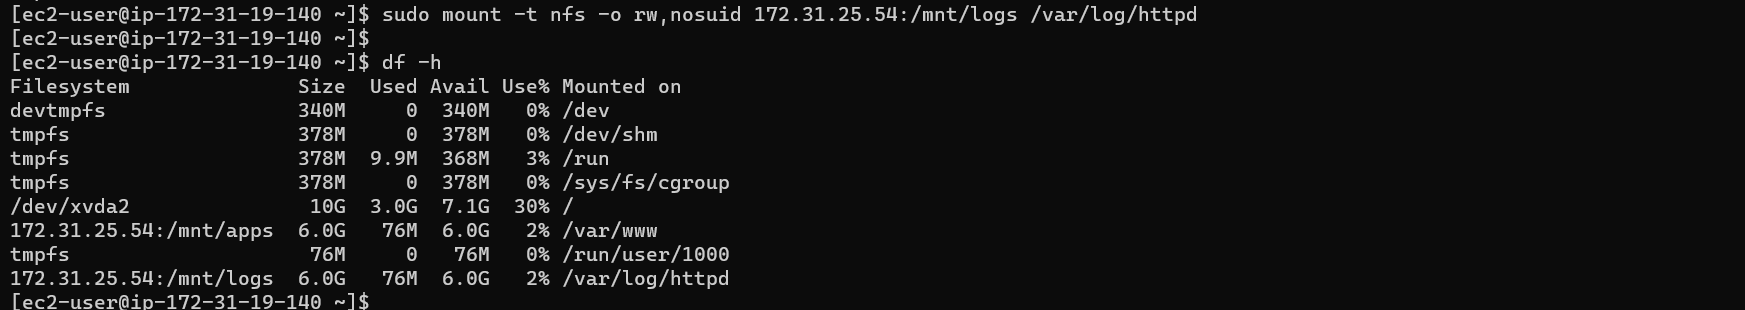 [ec2-user@ip-172-31-19-140 ~]$ sudo mount -t nfs -o rw,nosuid 172.31.25.54:/mnt/logs /var/log/httpd
[ec2-user@ip-172-31-19-140 ~]$
[ec2-user@ip-172-31-19-140 ~]$ df -h
Filesystem              Size  Used Avail Use% Mounted on
devtmpfs                340M     0  340M   0% /dev
tmpfs                   378M     0  378M   0% /dev/shm
tmpfs                   378M  9.9M  368M   3% /run
tmpfs                   378M     0  378M   0% /sys/fs/cgroup
/dev/xvda2               10G  3.0G  7.1G  30% /
172.31.25.54:/mnt/apps  6.0G   76M  6.0G   2% /var/www
tmpfs                    76M     0   76M   0% /run/user/1000
172.31.25.54:/mnt/logs  6.0G   76M  6.0G   2% /var/log/httpd
[ec2-user@ip-172-31-19-140 ~]$